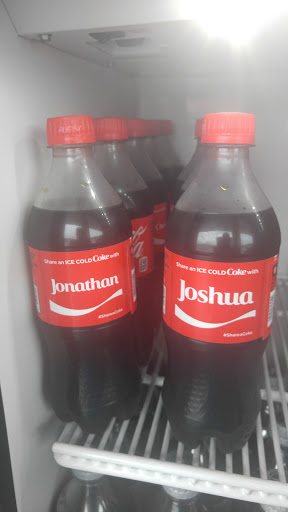 Share an ICE COLD Coke with
Jonathan
#ShareaCoke
Share an ICE COLD Coke with
Joshua
#ShareaCoke